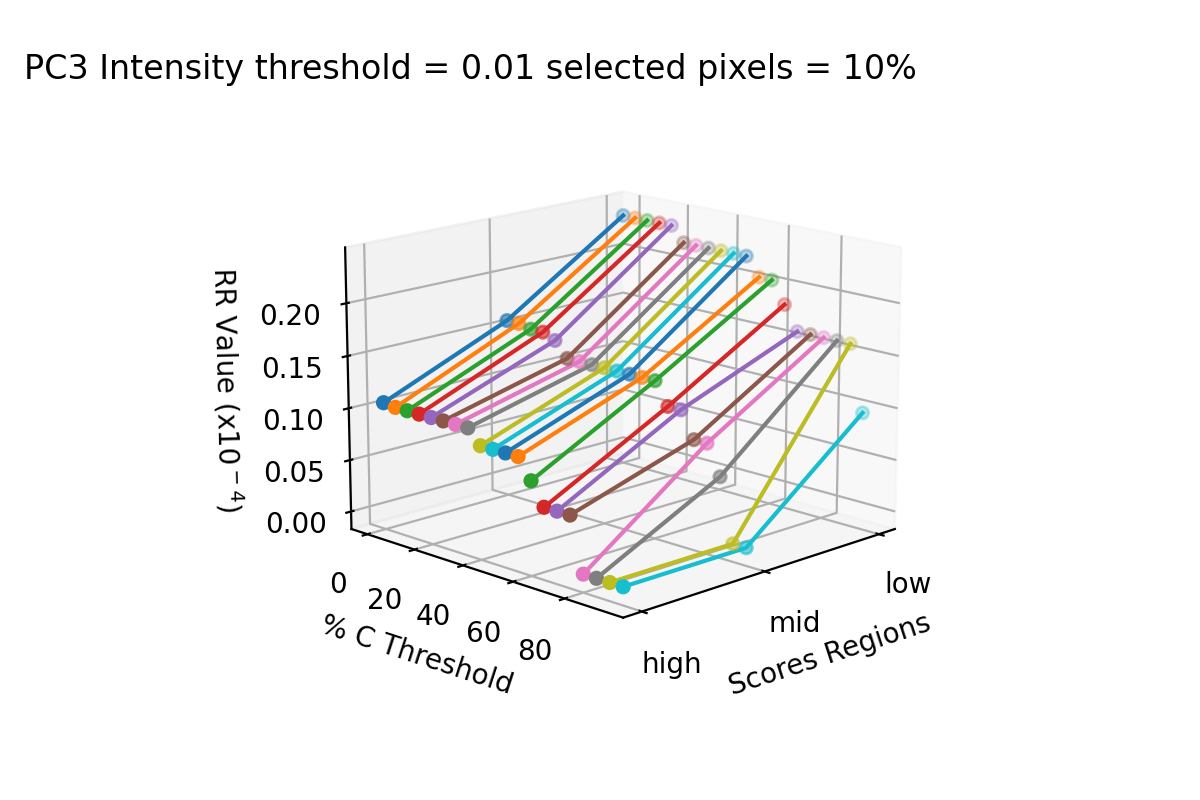 PC3 Intensity threshold = 0.01 selected pixels = 10%
RR Value (x10⁻⁴)
0.20
0.15
0.10
0.05
0.00
0
20
40
60
80
% C Threshold
high
mid
low
Scores Regions